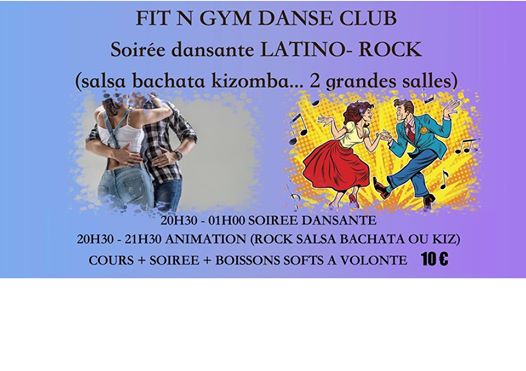 FIT N GYM DANSE CLUB
Soirée dansante LATINO- ROCK
(salsa bachata kizomba... 2 grandes salles)
20H30 - 01H00 SOIREE DANSANTE
20H30 - 21H30 ANIMATION (ROCK SALSA BACHATA OU KIZ)
COURS + SOIREE + BOISSONS SOFTS A VOLONTE 10 €